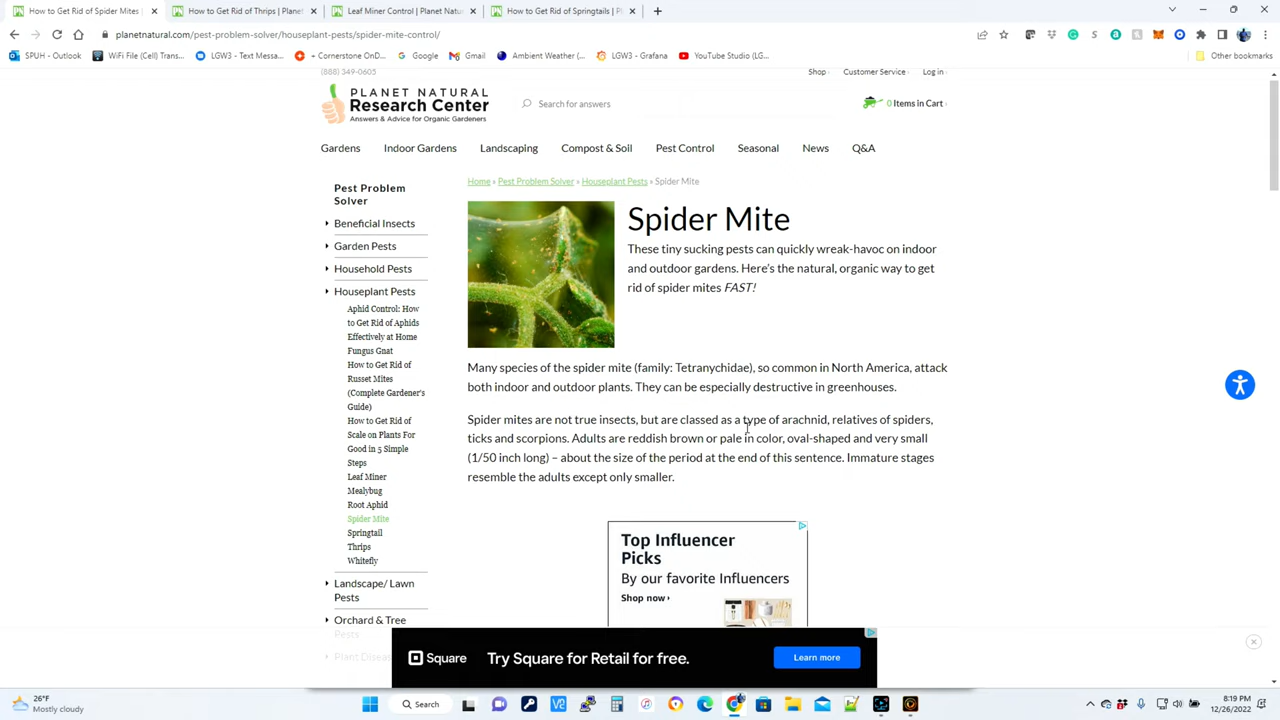 How to Get Rid of Spider Mites
How to Get Rid of Thrips | Planet
Leaf Miner Control | Planet Natu
How to Get Rid of Springtails | P
planetnatural.com/pest-problem-solver/houseplant-pests/spider-mite-control/
SPUH - Outlook
WiFi File (Cell) Trans...
LGW3 - Text Messa...
+ Cornerstone OnD...
Google
Gmail
Ambient Weather (...
LGW3 - Grafana
YouTube Studio (LG...
Other bookmarks
(888) 349-0605
Shop
Customer Service
Log in
PLANET NATURAL
Research Center
Answers & Advice for Organic Gardeners
Search for answers
0 Items in Cart
Gardens
Indoor Gardens
Landscaping
Compost & Soil
Pest Control
Seasonal
News
Q&A
Pest Problem
Solver
Beneficial Insects
Garden Pests
Household Pests
Houseplant Pests
Aphid Control: How
to Get Rid of Aphids
Effectively at Home
Fungus Gnat
How to Get Rid of
Russet Mites
(Complete Gardener's
Guide)
How to Get Rid of
Scale on Plants For
Good in 5 Simple
Steps
Leaf Miner
Mealybug
Root Aphid
Spider Mite
Springtail
Thrips
Whitefly
Landscape/ Lawn
Pests
Orchard & Tree
Pests
Plant Diseas
Home » Pest Problem Solver » Houseplant Pests » Spider Mite
Spider Mite
These tiny sucking pests can quickly wreak-havoc on indoor
and outdoor gardens. Here's the natural, organic way to get
rid of spider mites FAST!
Many species of the spider mite (family: Tetranychidae), so common in North America, attack
both indoor and outdoor plants. They can be especially destructive in greenhouses.
Spider mites are not true insects, but are classed as a type of arachnid, relatives of spiders,
ticks and scorpions. Adults are reddish brown or pale in color, oval-shaped and very small
(1/50 inch long) – about the size of the period at the end of this sentence. Immature stages
resemble the adults except only smaller.
Top Influencer
Picks
By our favorite Influencers
Shop now
Square
Try Square for Retail for free.
Learn more
26°F
Mostly cloudy
Search
8:19 PM
12/26/2022